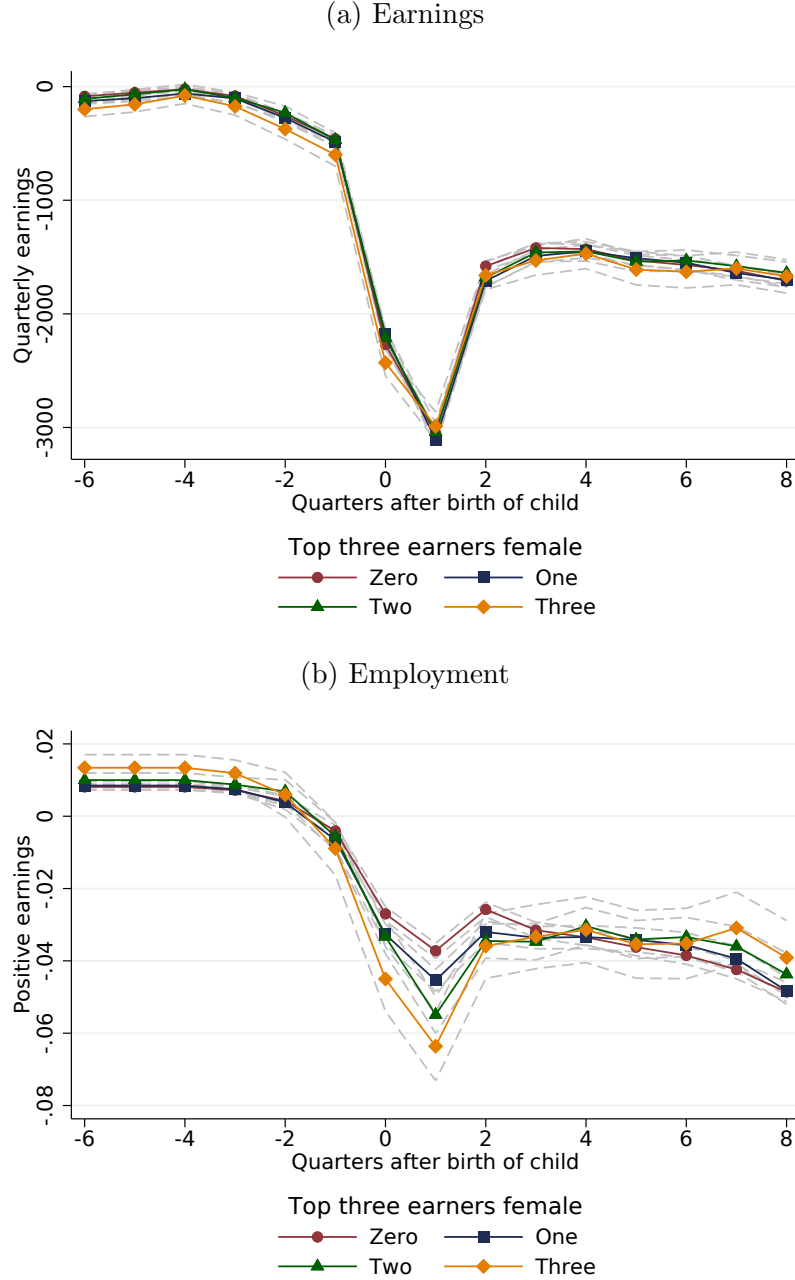 (a) Earnings
Quarterly earnings
0
-1000
-2000
-3000
-6 -4 -2 0 2 4 6 8
Quarters after birth of child
Top three earners female
Zero One
Two Three
(b) Employment
Positive earnings
.02
0
-.02
-.04
-.06
-.08
-6 -4 -2 0 2 4 6 8
Quarters after birth of child
Top three earners female
Zero One
Two Three